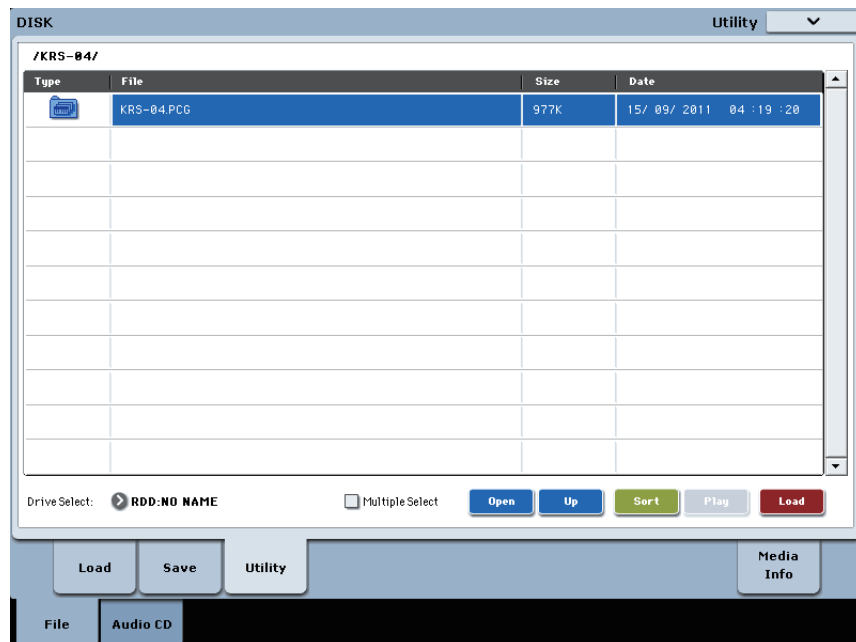 DISK Utility
/KRS-04/
Type File Size Date
KRS-04.PCG 977K 15/ 09/ 2011 04 :19 :20
Drive Select: RDD:NO NAME Multiple Select Open Up Sort Play Load
Load Save Utility Media Info
File Audio CD